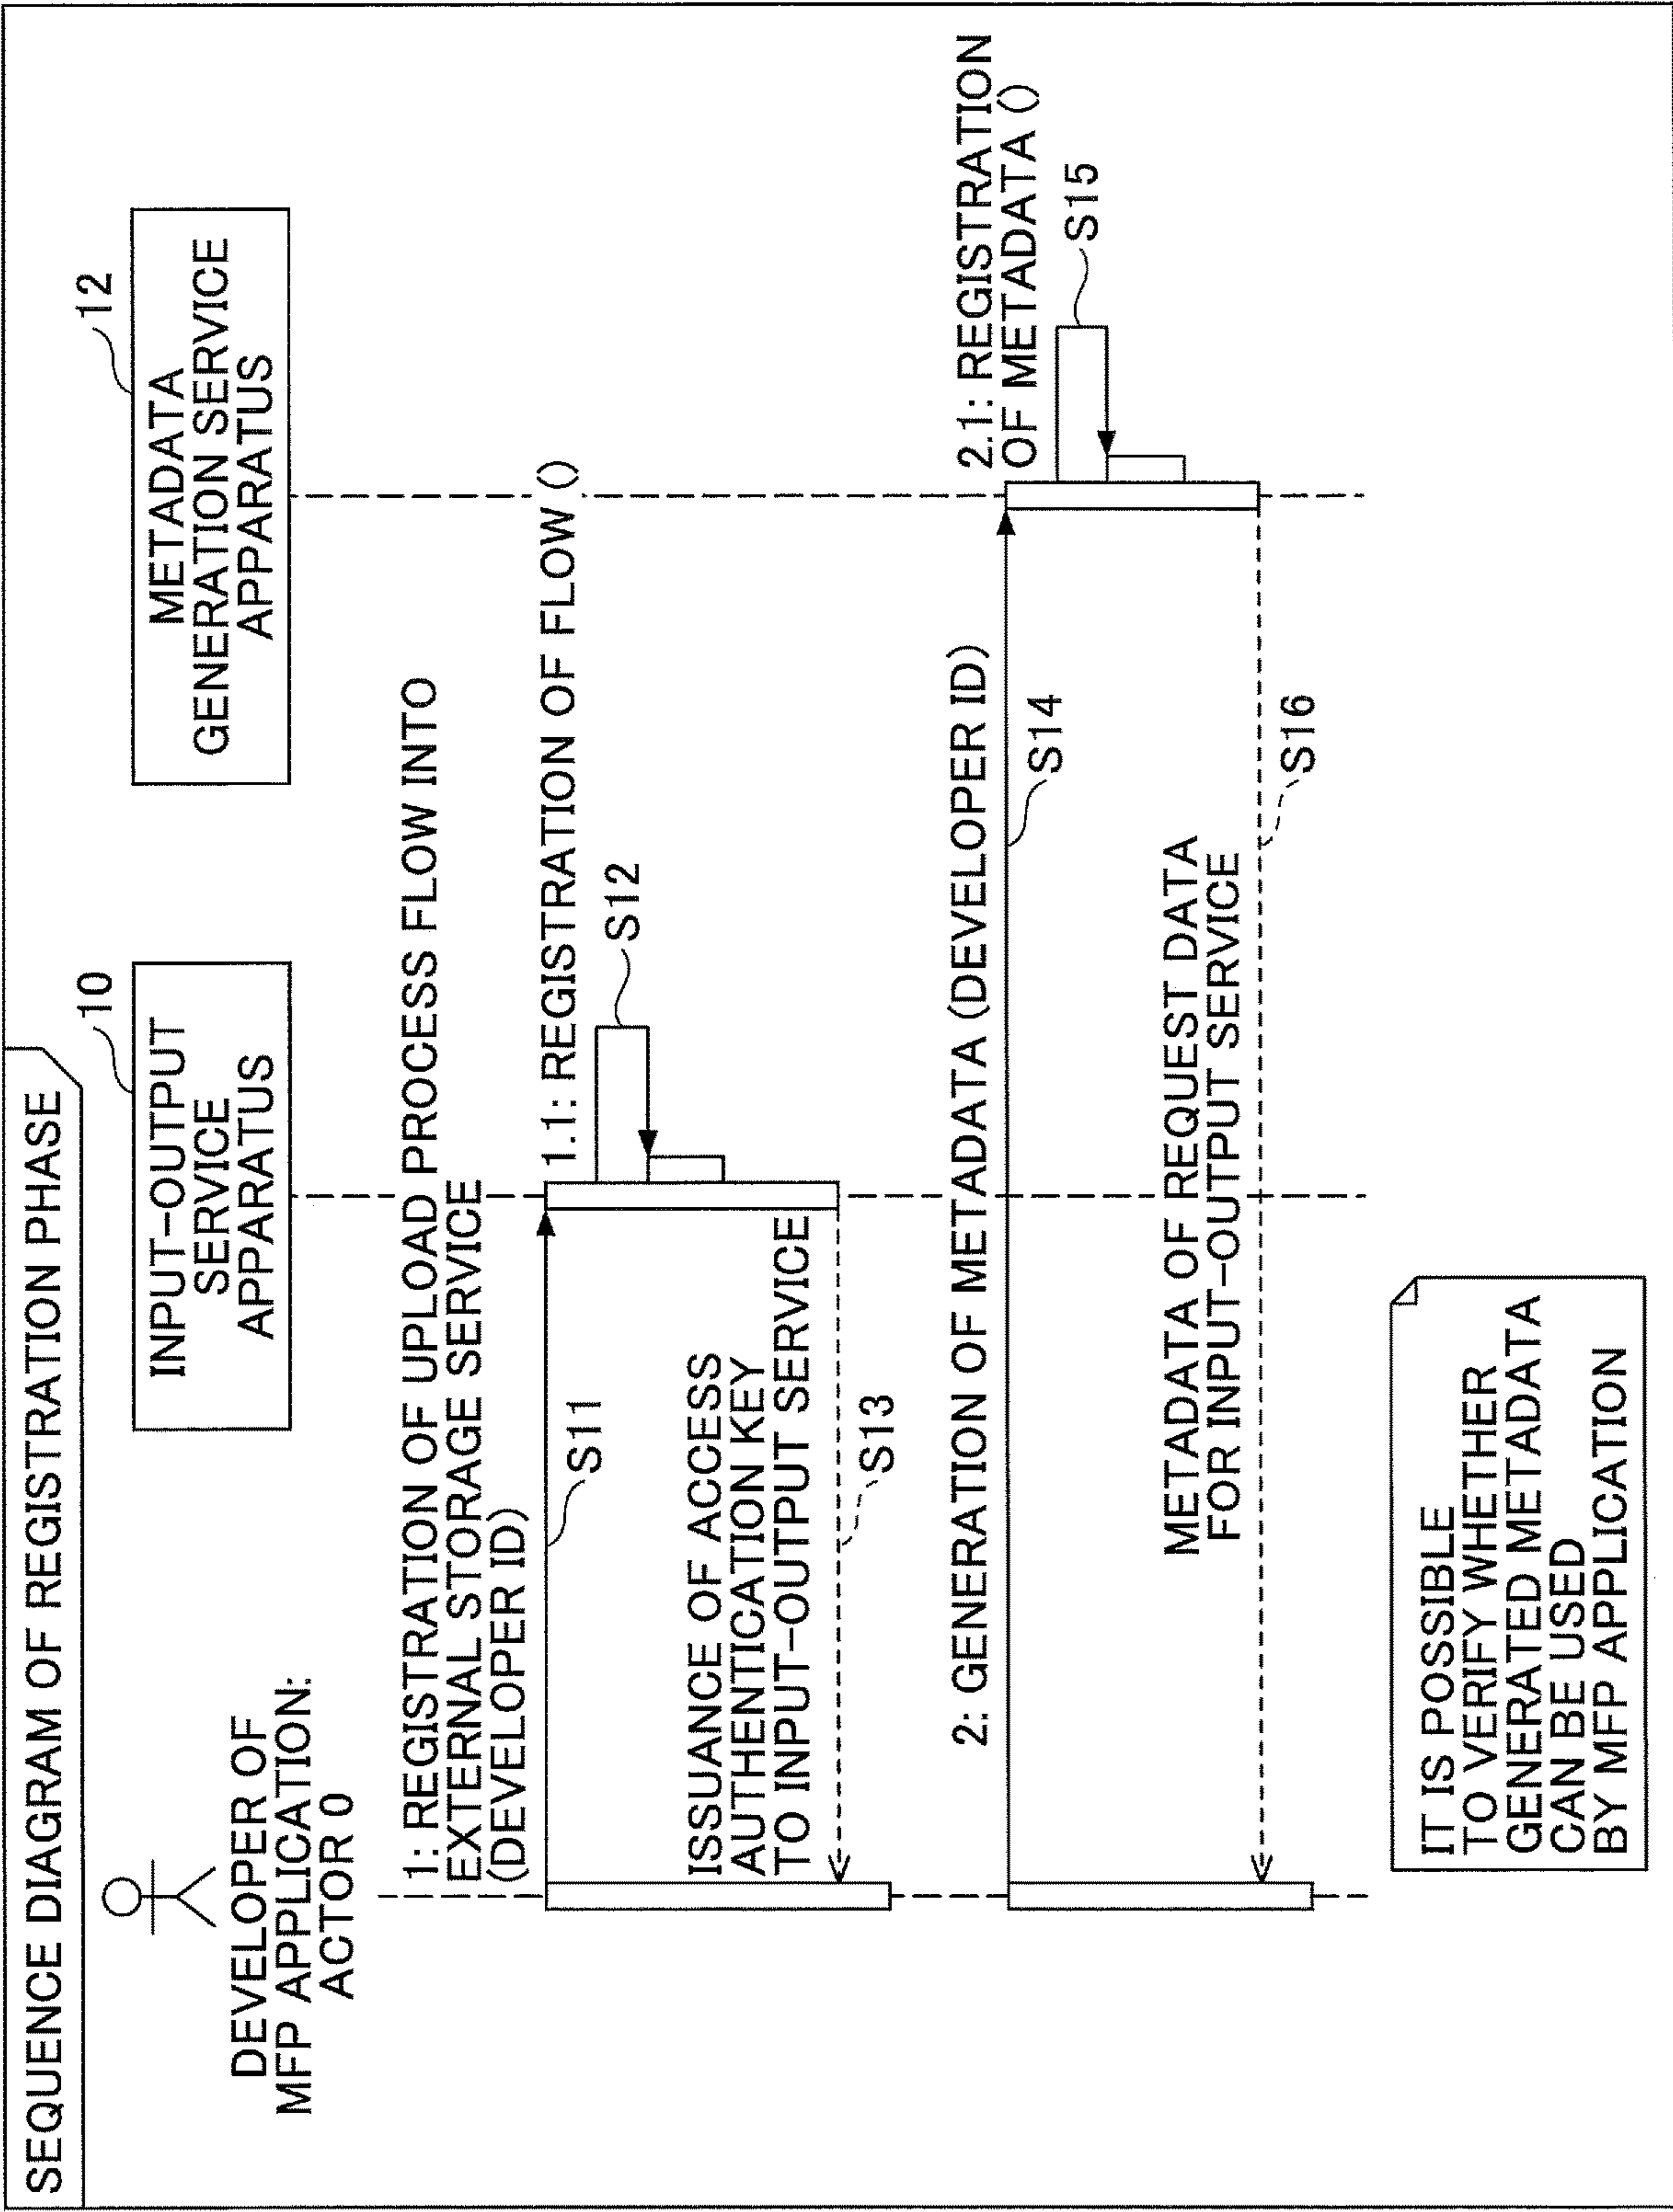 SEQUENCE DIAGRAM OF REGISTRATION PHASE
DEVELOPER OF
MFP APPLICATION:
ACTOR 0
10
INPUT-OUTPUT
SERVICE
APPARATUS
12
METADATA
GENERATION SERVICE
APPARATUS
1: REGISTRATION OF UPLOAD PROCESS FLOW INTO
EXTERNAL STORAGE SERVICE
(DEVELOPER ID)
S11
1.1: REGISTRATION OF FLOW ()
S12
ISSUANCE OF ACCESS
AUTHENTICATION KEY
TO INPUT-OUTPUT SERVICE
S13
2: GENERATION OF METADATA (DEVELOPER ID)
S14
2.1: REGISTRATION
OF METADATA ()
S15
METADATA OF REQUEST DATA
FOR INPUT-OUTPUT SERVICE
S16
IT IS POSSIBLE
TO VERIFY WHETHER
GENERATED METADATA
CAN BE USED
BY MFP APPLICATION